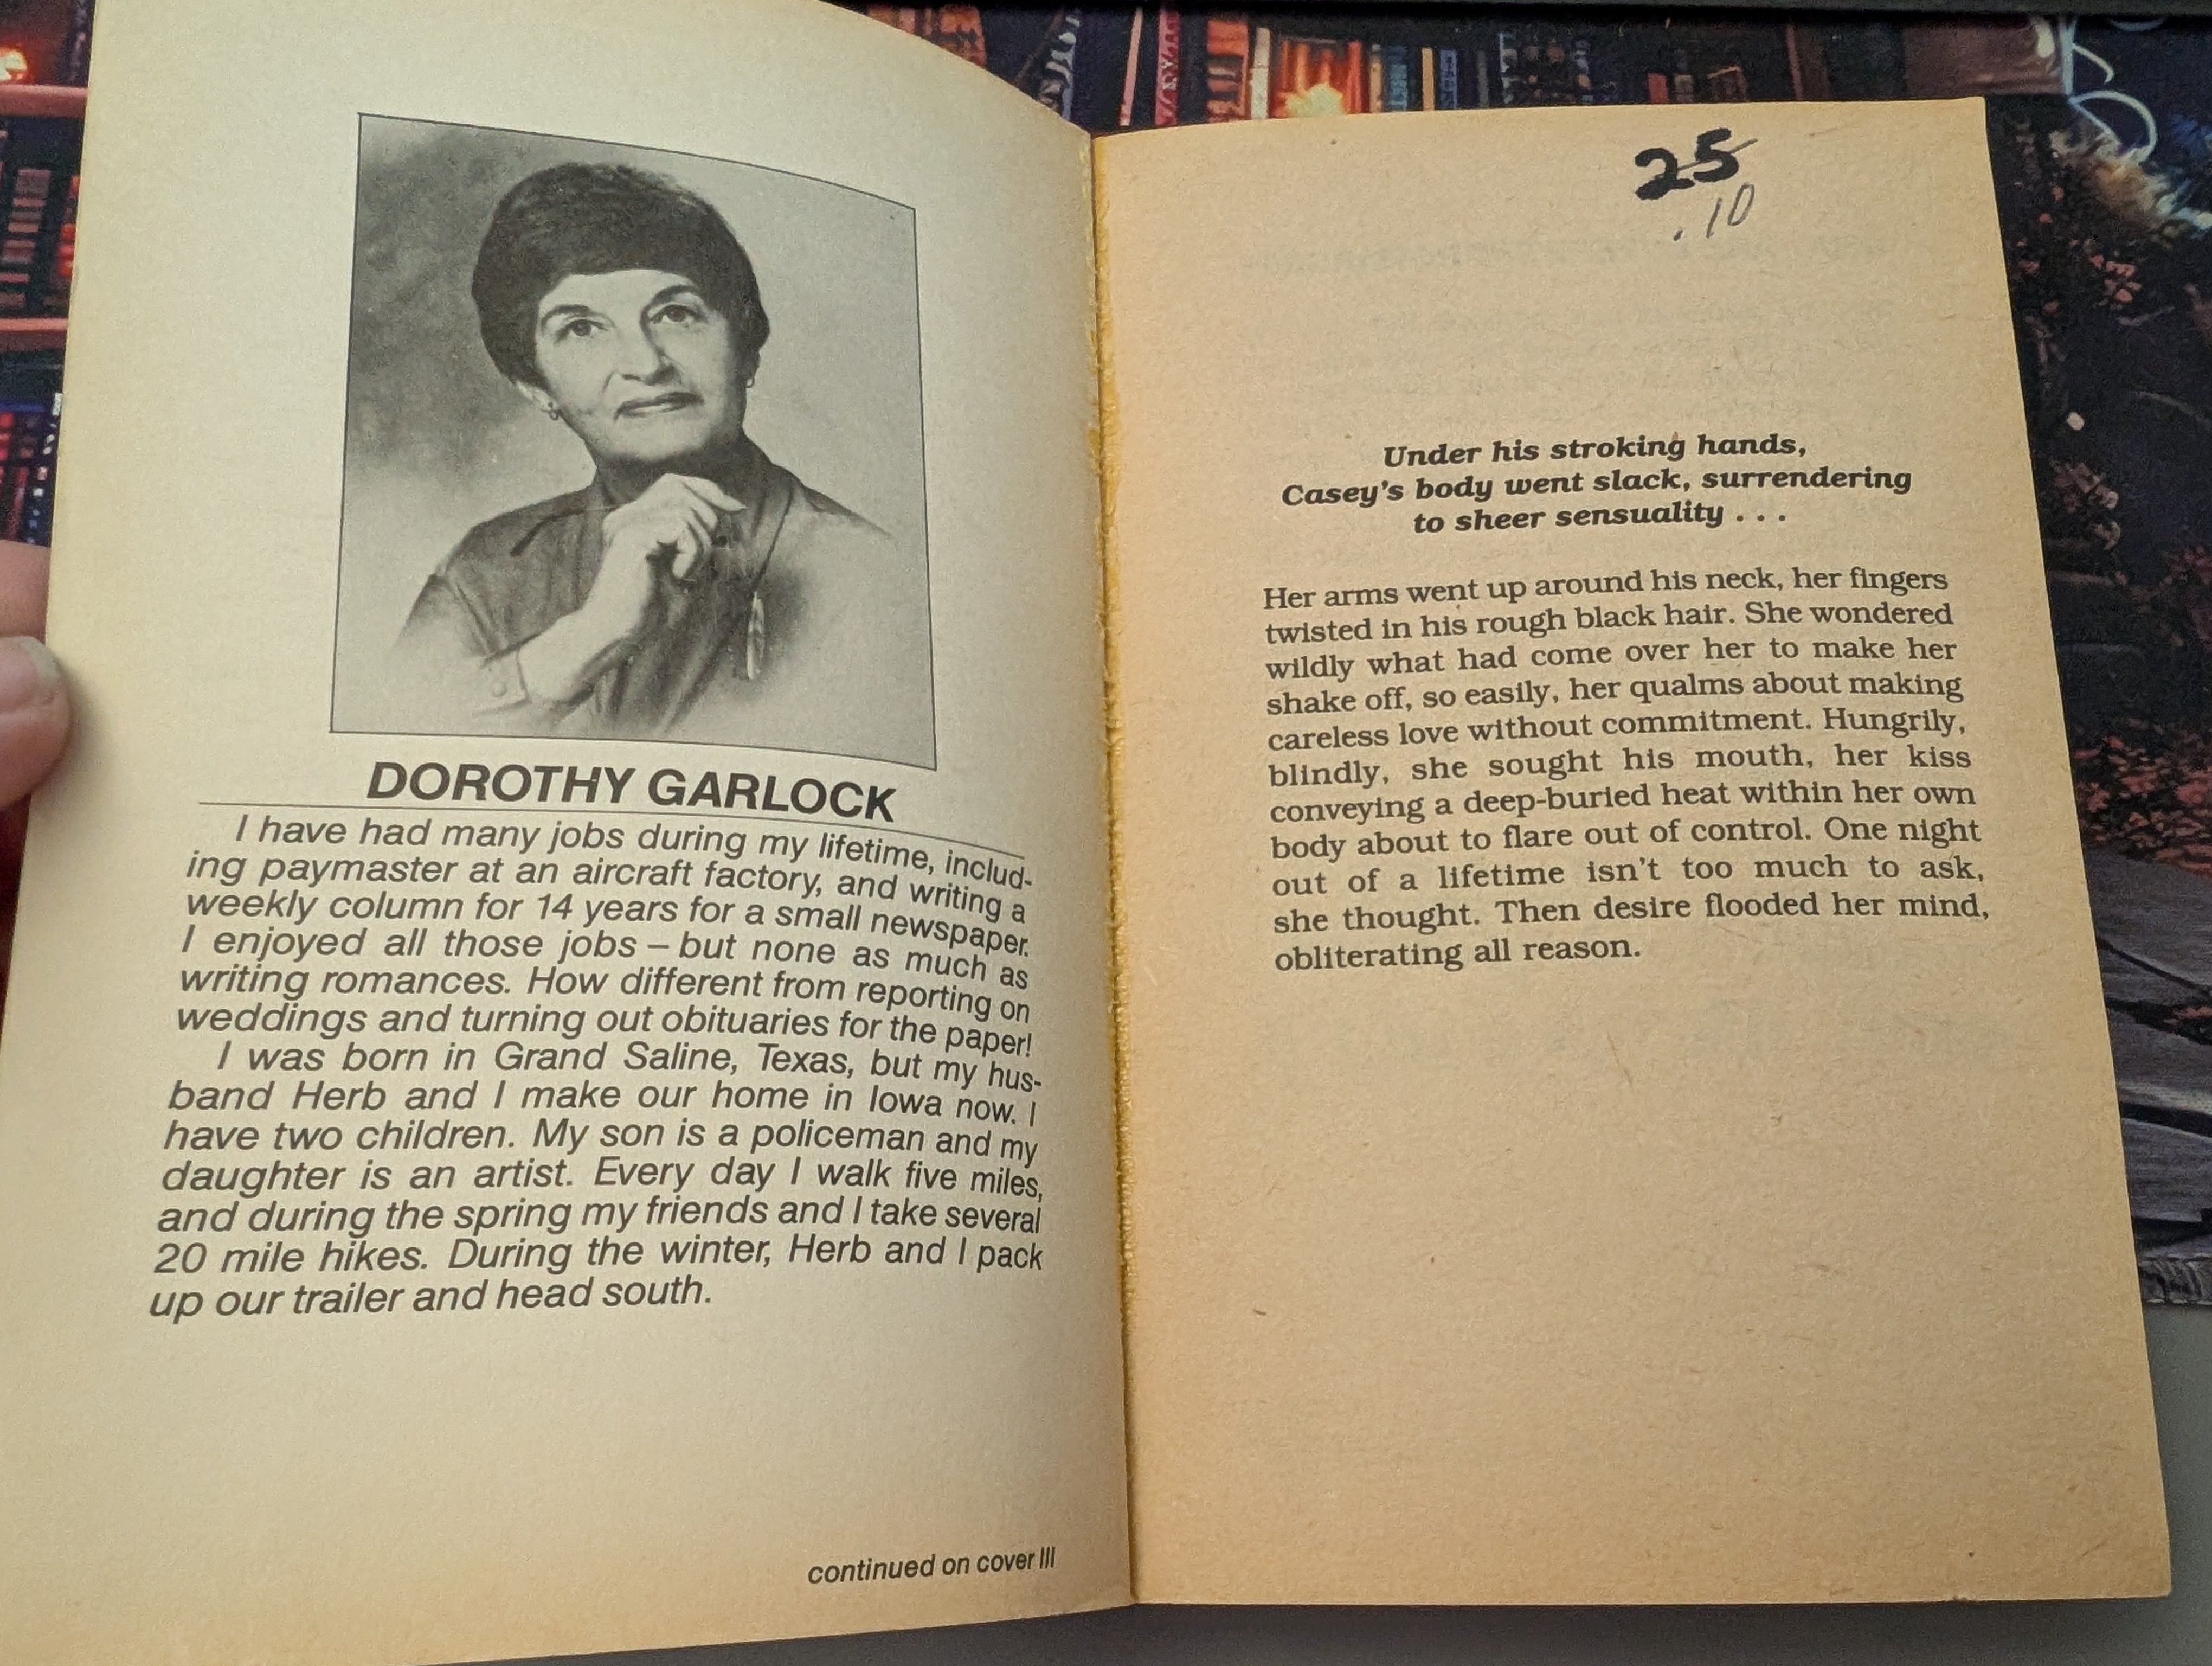 DOROTHY GARLOCK
I have had many jobs during my lifetime, includ-
ing paymaster at an aircraft factory, and writing a
weekly column for 14 years for a small newspaper.
I enjoyed all those jobs – but none as much as
writing romances. How different from reporting on
weddings and turning out obituaries for the paper!
I was born in Grand Saline, Texas, but my hus-
band Herb and I make our home in Iowa now. I
have two children. My son is a policeman and my
daughter is an artist. Every day I walk five miles,
and during the spring my friends and I take several
20 mile hikes. During the winter, Herb and I pack
up our trailer and head south.
continued on cover III
25
.10
Under his stroking hands,
Casey's body went slack, surrendering
to sheer sensuality . . .
Her arms went up around his neck, her fingers
twisted in his rough black hair. She wondered
wildly what had come over her to make her
shake off, so easily, her qualms about making
careless love without commitment. Hungrily,
blindly, she sought his mouth, her kiss
conveying a deep-buried heat within her own
body about to flare out of control. One night
out of a lifetime isn't too much to ask,
she thought. Then desire flooded her mind,
obliterating all reason.